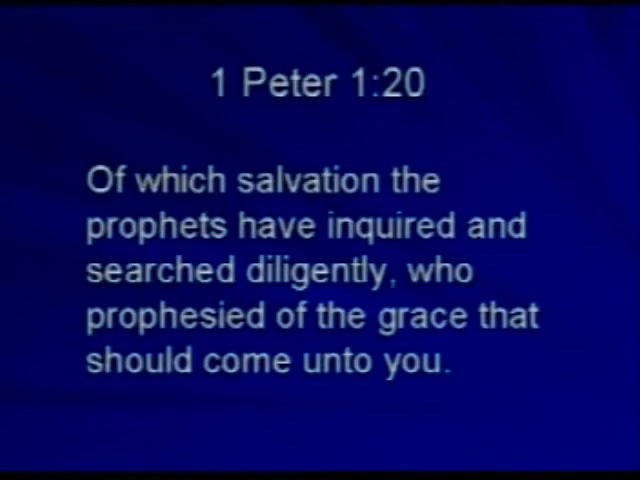 1 Peter 1:20
Of which salvation the
prophets have inquired and
searched diligently, who
prophesied of the grace that
should come unto you.